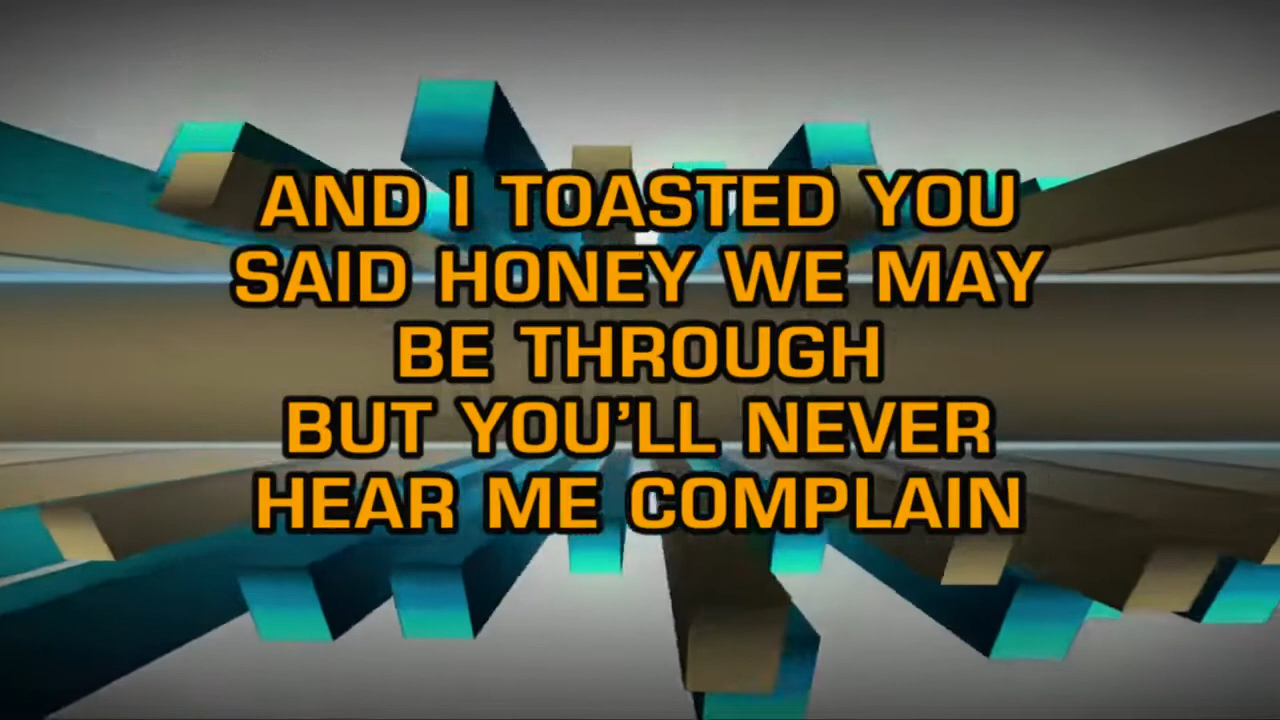 AND I TOASTED YOU
SAID HONEY WE MAY
BE THROUGH
BUT YOU’LL NEVER
HEAR ME COMPLAIN